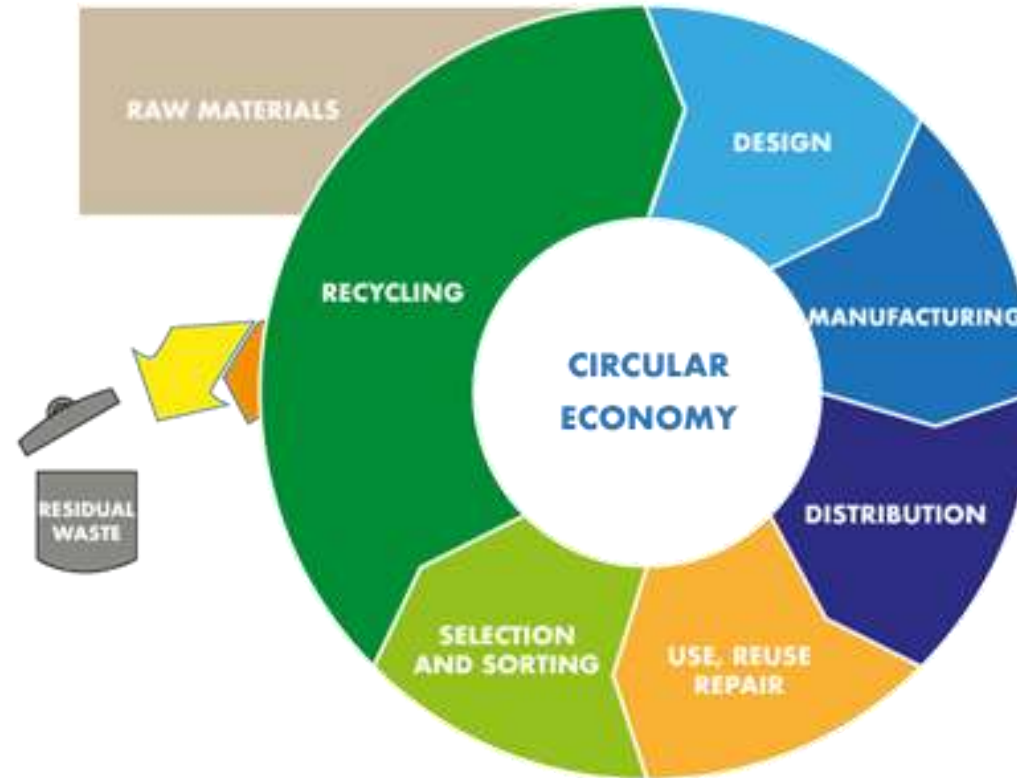 RAW MATERIALS
DESIGN
RECYCLING
MANUFACTURING
CIRCULAR
ECONOMY
RESIDUAL
WASTE
DISTRIBUTION
SELECTION
AND SORTING
USE, REUSE
REPAIR